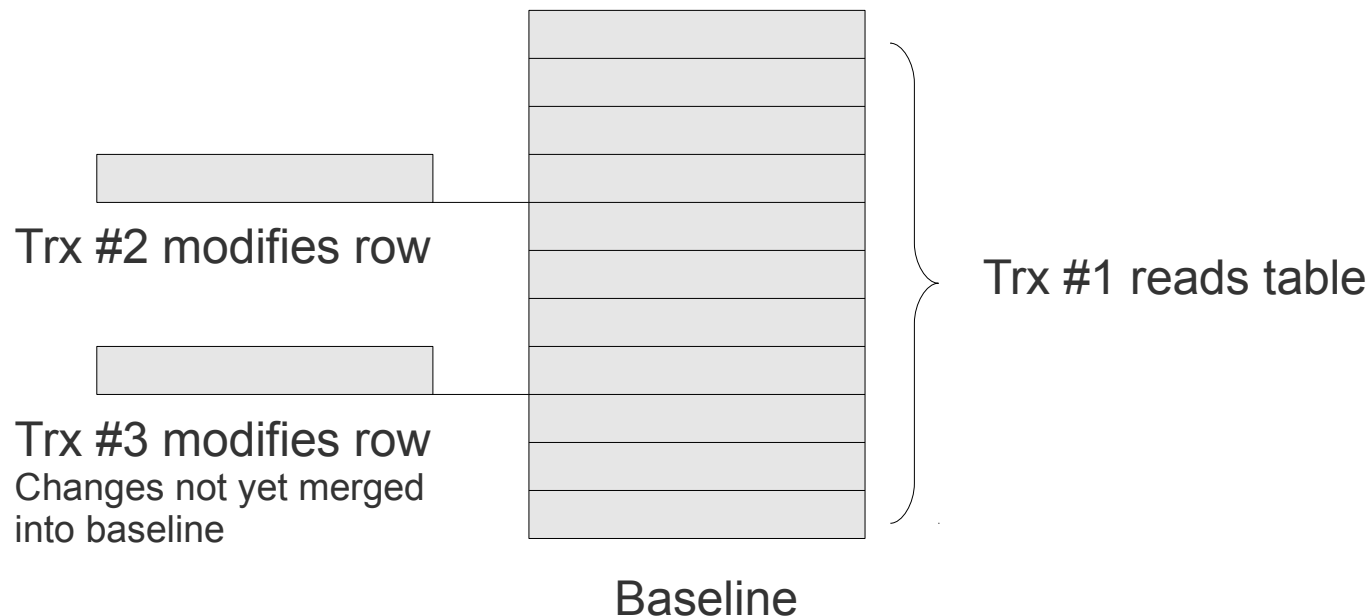 Trx #2 modifies row
Trx #1 reads table
Trx #3 modifies row
Changes not yet merged
into baseline
Baseline